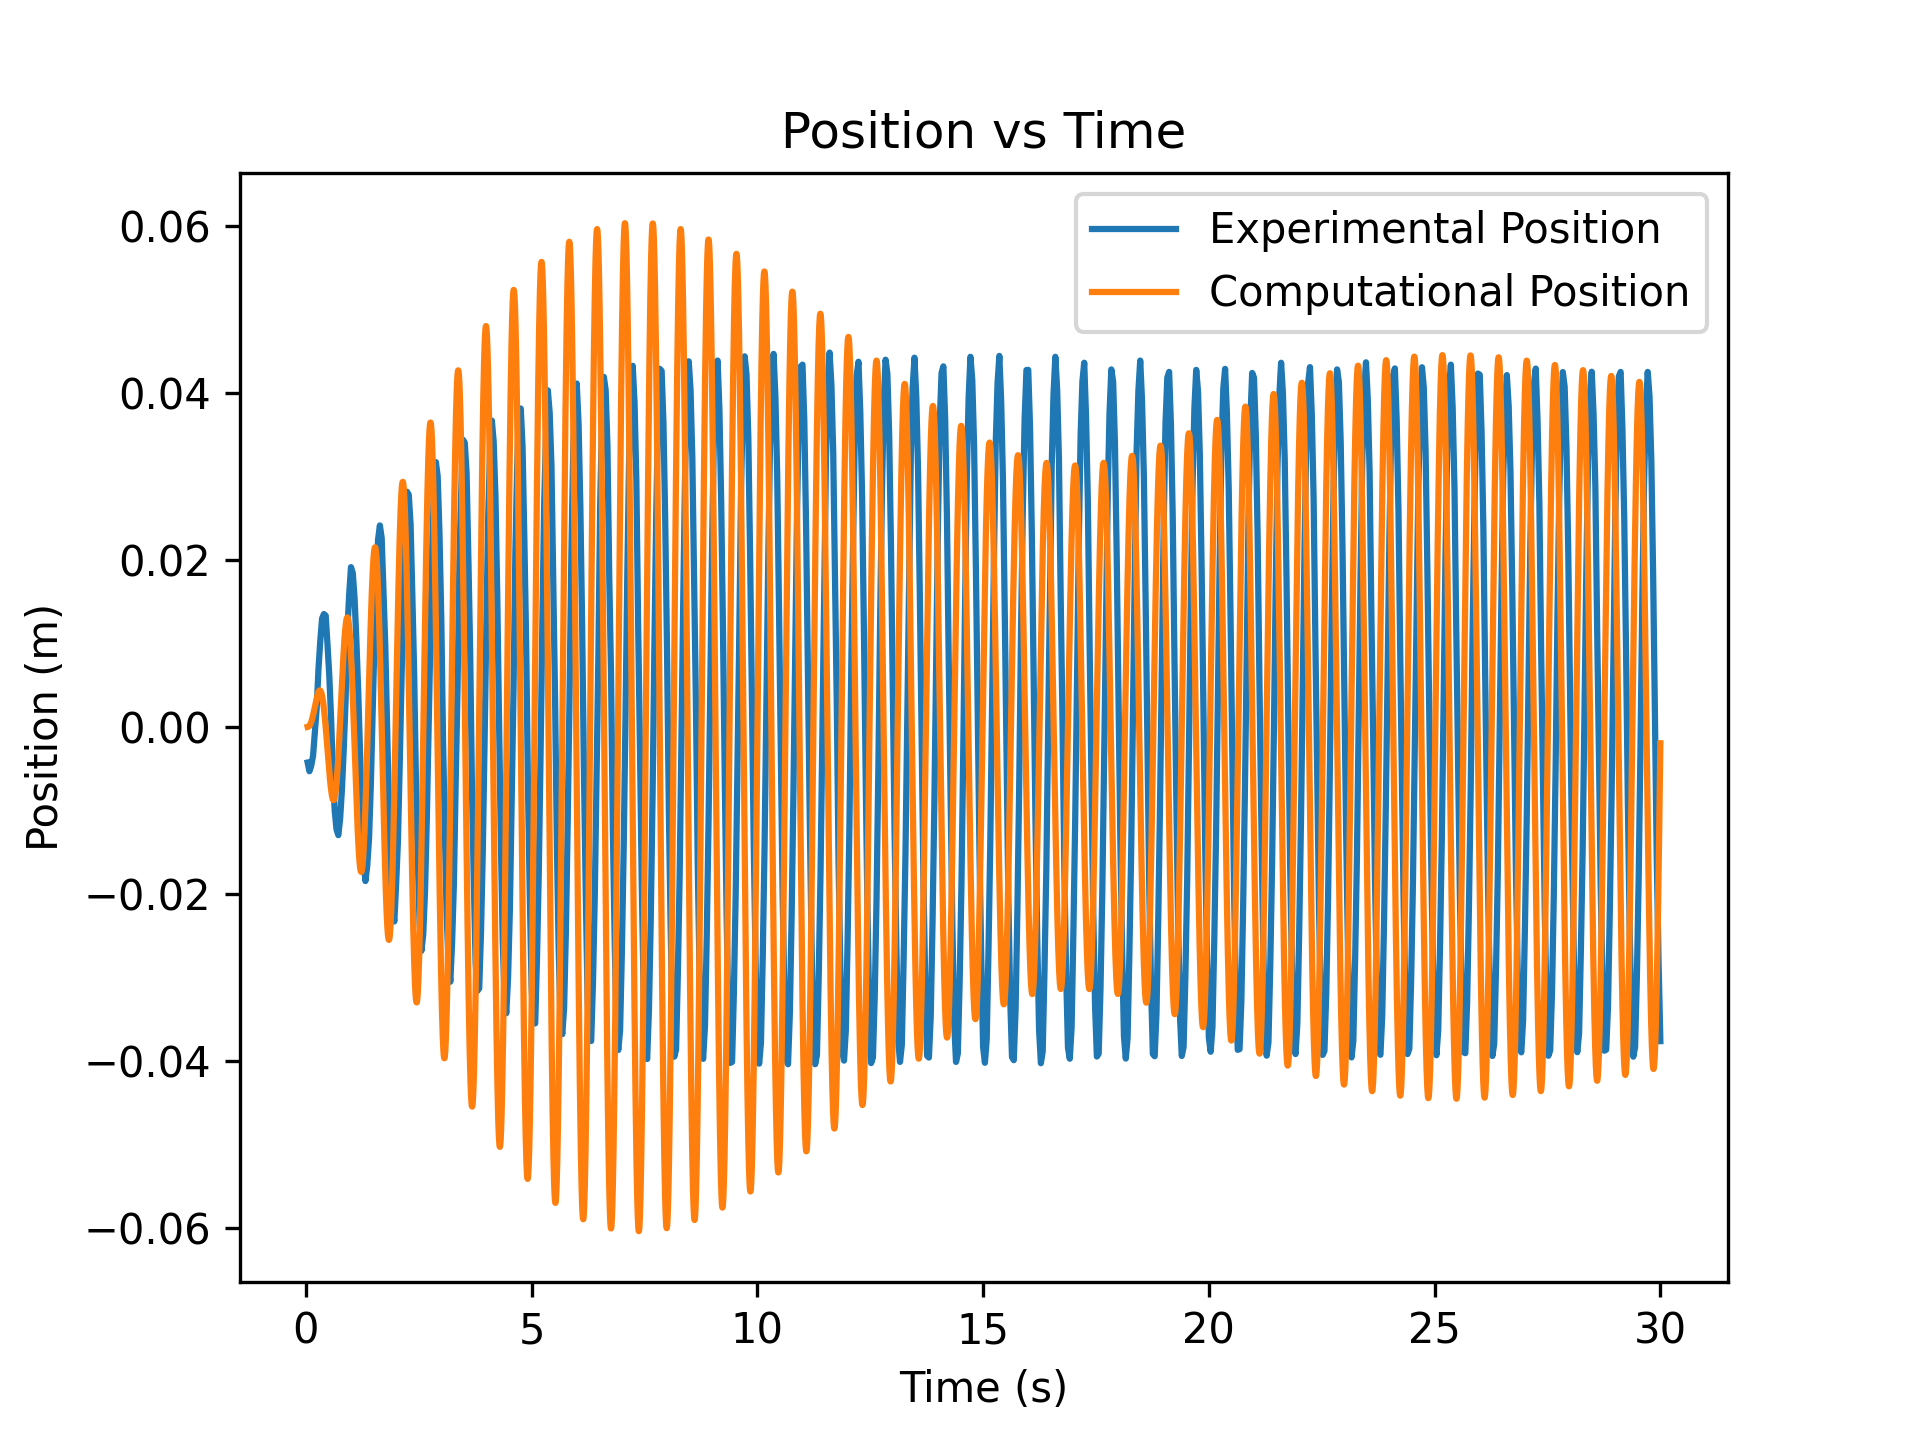 Position vs Time
Experimental Position
Computational Position
Position (m)
0.06
0.04
0.02
0.00
−0.02
−0.04
−0.06
0 5 10 15 20 25 30
Time (s)